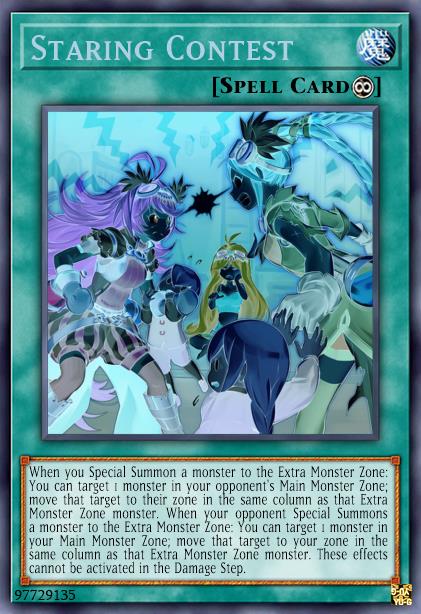 STARING CONTEST
魔
[SPELL CARD]
When you Special Summon a monster to the Extra Monster Zone:
You can target 1 monster in your opponent's Main Monster Zone;
move that target to their zone in the same column as that Extra
Monster Zone monster. When your opponent Special Summons
a monster to the Extra Monster Zone: You can target 1 monster in
your Main Monster Zone; move that target to your zone in the
same column as that Extra Monster Zone monster. These effects
cannot be activated in the Damage Step.
97729135